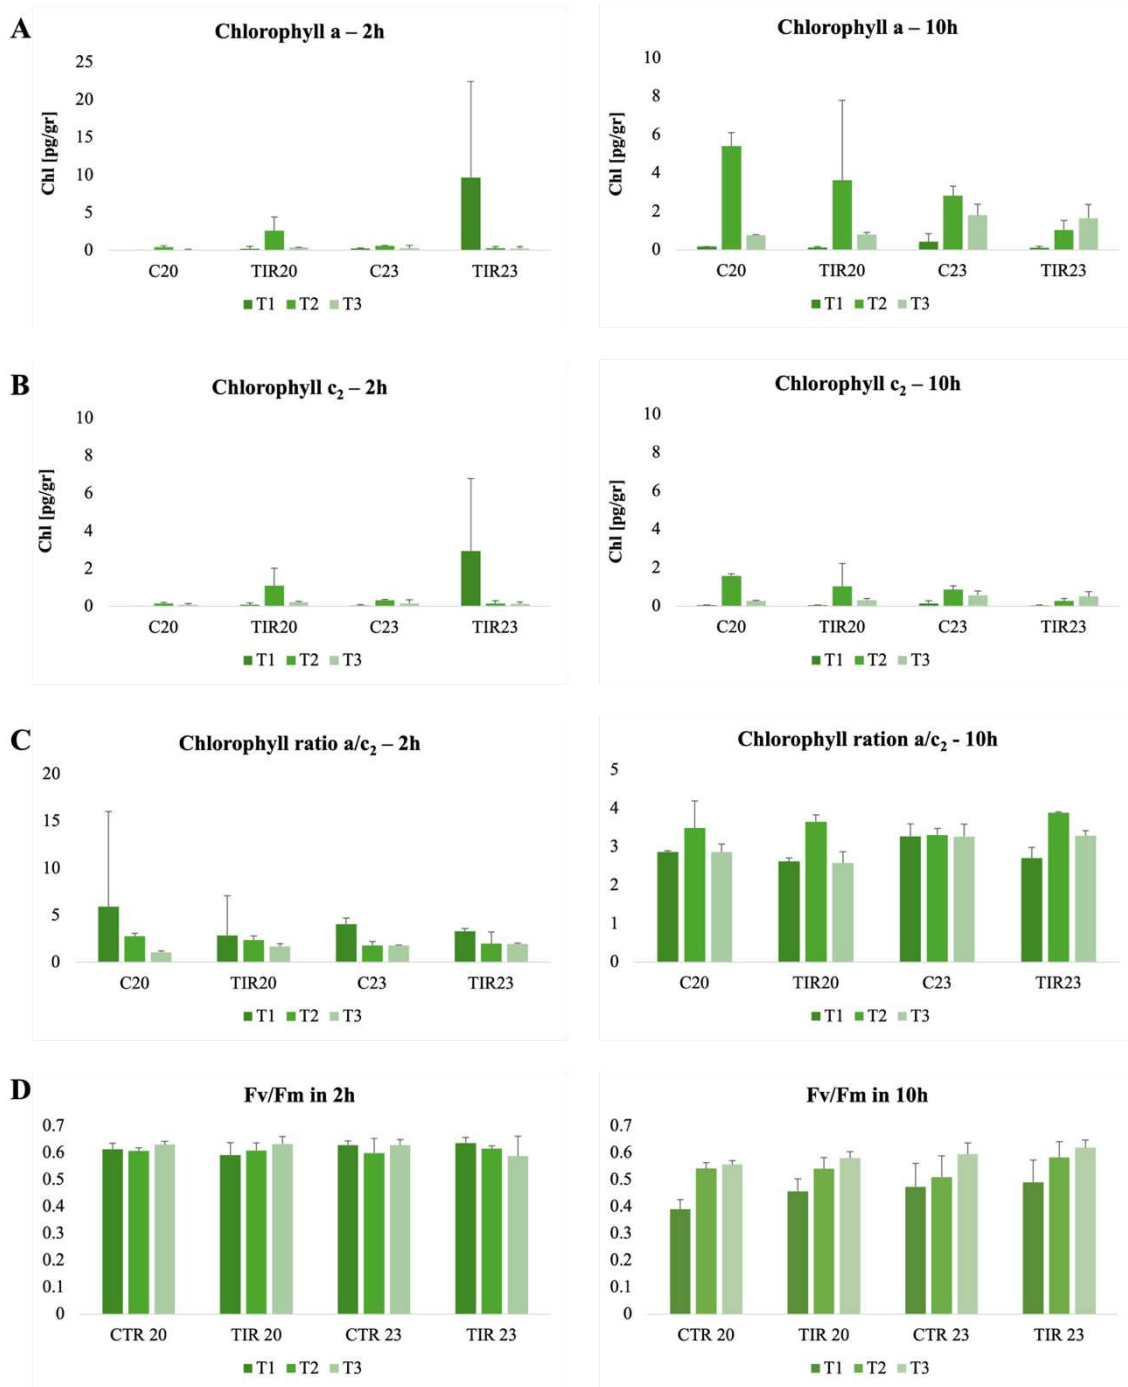 A
Chlorophyll a – 2h
Chl [pg/gr]
25
20
15
10
5
0
C20 TIR20 C23 TIR23
T1 T2 T3
Chlorophyll a – 10h
Chl [pg/gr]
10
8
6
4
2
0
C20 TIR20 C23 TIR23
T1 T2 T3
B
Chlorophyll c₂ – 2h
Chl [pg/gr]
10
8
6
4
2
0
C20 TIR20 C23 TIR23
T1 T2 T3
Chlorophyll c₂ – 10h
Chl [pg/gr]
10
8
6
4
2
0
C20 TIR20 C23 TIR23
T1 T2 T3
C
Chlorophyll ratio a/c₂ – 2h
20
15
10
5
0
C20 TIR20 C23 TIR23
T1 T2 T3
Chlorophyll ration a/c₂ - 10h
5
4
3
2
1
0
C20 TIR20 C23 TIR23
T1 T2 T3
D
Fv/Fm in 2h
0.7
0.6
0.5
0.4
0.3
0.2
0.1
0
CTR 20 TIR 20 CTR 23 TIR 23
T1 T2 T3
Fv/Fm in 10h
0.7
0.6
0.5
0.4
0.3
0.2
0.1
0
CTR 20 TIR 20 CTR 23 TIR 23
T1 T2 T3